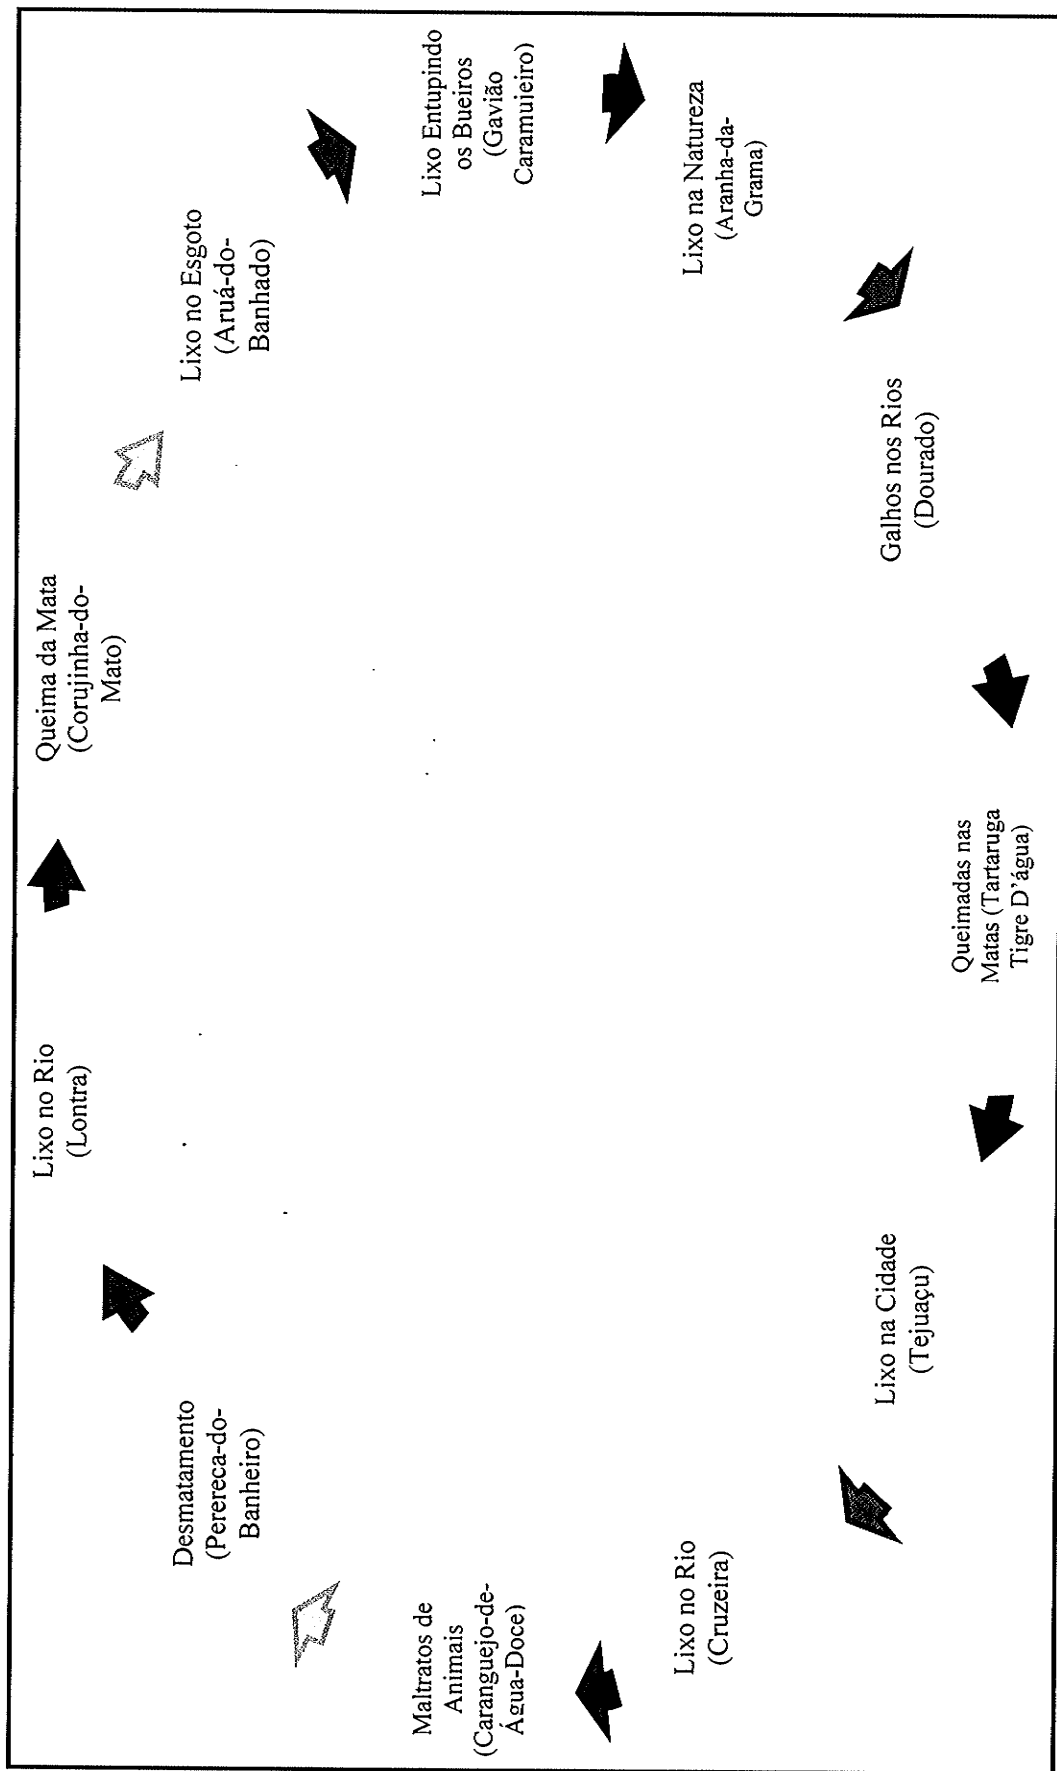 Lixo no Rio
(Lontra)
Queima da Mata
(Corujinha-do-
Mato)
Lixo no Esgoto
(Aruá-do-
Banhado)
Lixo Entupindo
os Bueiros
(Gavião
Caramuieiro)
Lixo na Natureza
(Aranha-da-
Grama)
Galhos nos Rios
(Dourado)
Queimadas nas
Matas (Tartaruga
Tigre D'água)
Lixo na Cidade
(Tejuaçu)
Lixo no Rio
(Cruzeira)
Maltratos de
Animais
(Caranguejo-de-
Água-Doce)
Desmatamento
(Perereca-do-
Banheiro)